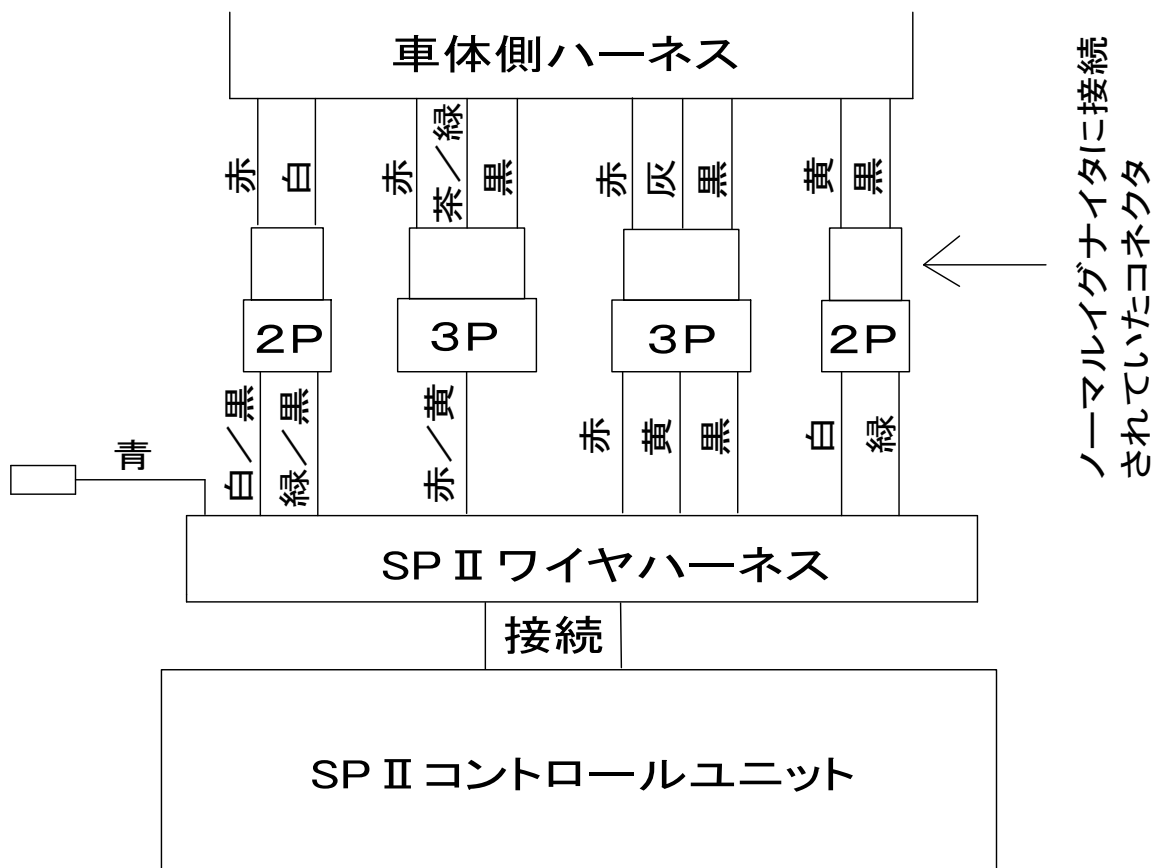 車体側ハーネス
赤
白
赤
茶／緑
黒
赤
灰
黒
黄
黒
ノーマルイグナイタに接続
されていたコネクタ
2P
3P
3P
2P
青
白／黒
緑／黒
赤／黄
赤
黄
黒
白
緑
SPⅡワイヤハーネス
接続
SPⅡコントロールユニット